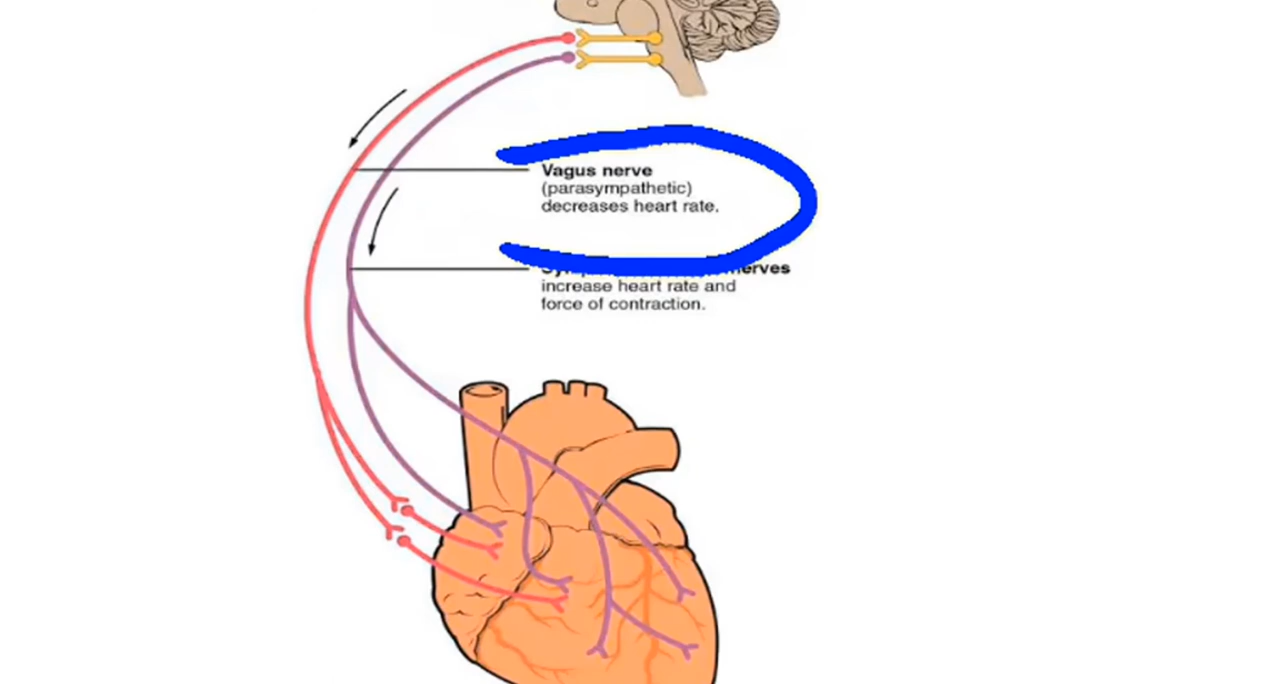 Vagus nerve
(parasympathetic)
decreases heart rate.
nerves
increase heart rate and
force of contraction.